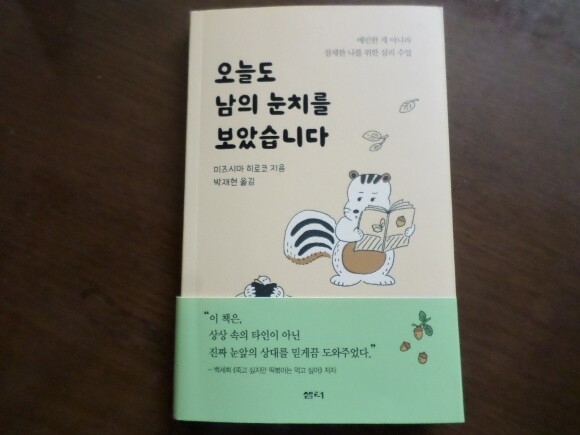 예민한 게 아니라
섬세한 나를 위한 심리 수업
오늘도
남의 눈치를
보았습니다
미즈시마 히로코 지음
박재현 옮김
“이 책은,
상상 속의 타인이 아닌
진짜 눈앞의 상대를 믿게끔 도와주었다.”
- 백세희 《죽고 싶지만 떡볶이는 먹고 싶어》 저자
샘터